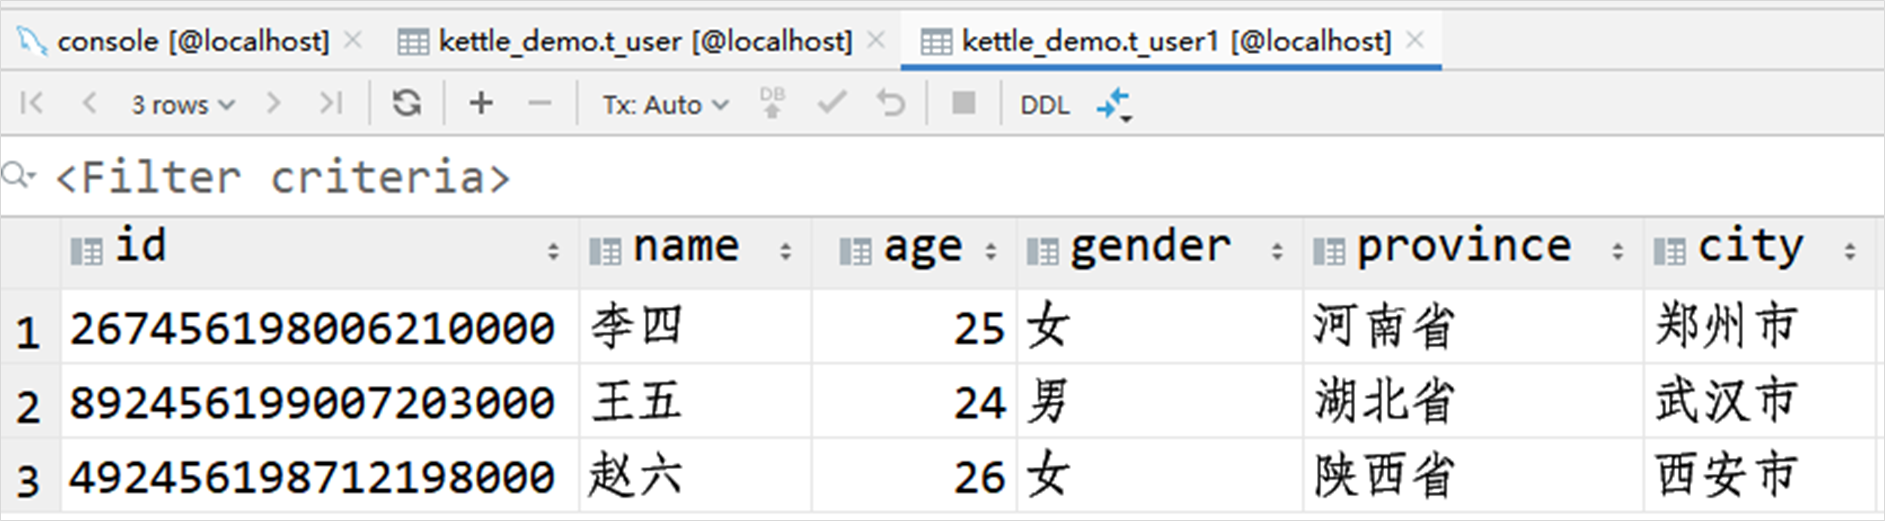 console [@localhost] kettle_demo.t_user [@localhost] kettle_demo.t_user1 [@localhost]
3 rows Tx: Auto DB DDL
<Filter criteria>
id name age gender province city
1 267456198006210000 李四 25 女 河南省 郑州市
2 892456199007203000 王五 24 男 湖北省 武汉市
3 492456198712198000 赵六 26 女 陕西省 西安市